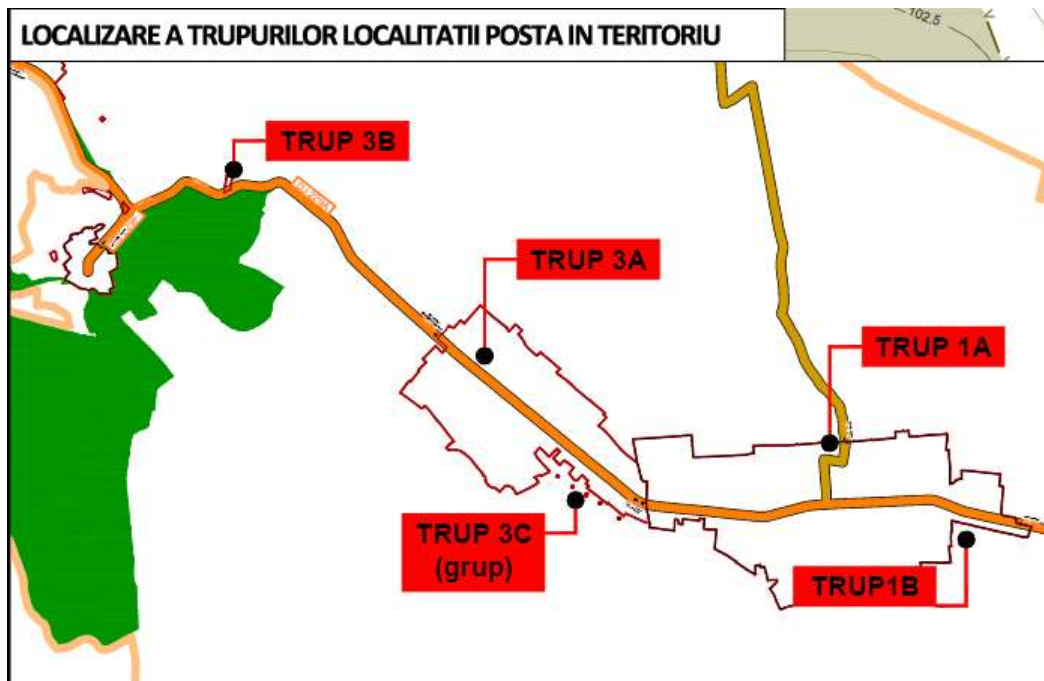 LOCALIZARE A TRUPURILOR LOCALITATII POSTA IN TERITORIU
102.5
TRUP 3B
TRUP 3A
TRUP 1A
TRUP 3C
(grup)
TRUP1B